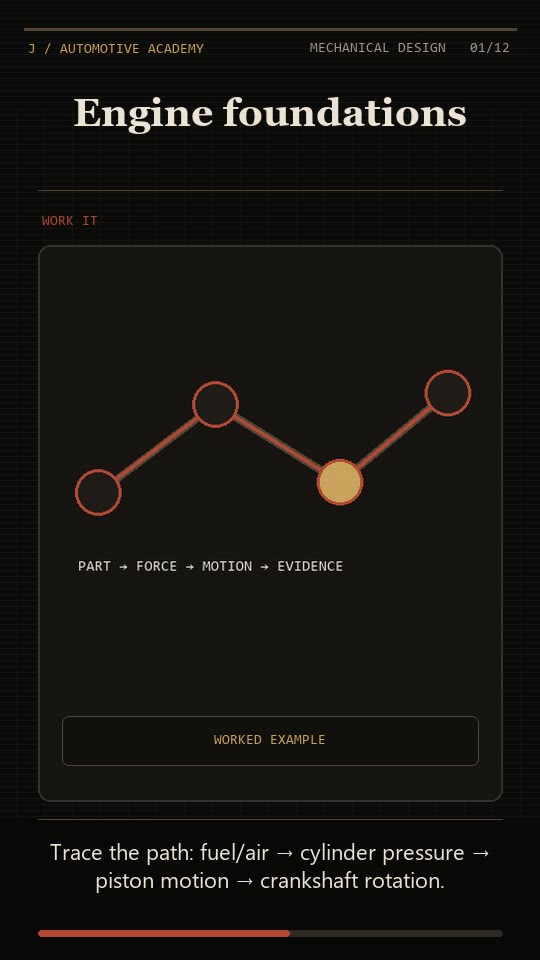 J / AUTOMOTIVE ACADEMY
MECHANICAL DESIGN 01/12
Engine foundations
WORK IT
PART → FORCE → MOTION → EVIDENCE
WORKED EXAMPLE
Trace the path: fuel/air → cylinder pressure →
piston motion → crankshaft rotation.